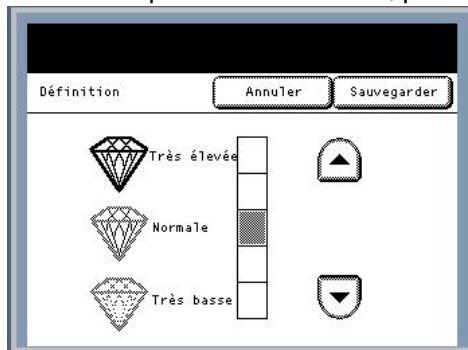 Définition
Annuler
Sauvegarder
Très élevée
Normale
Très basse